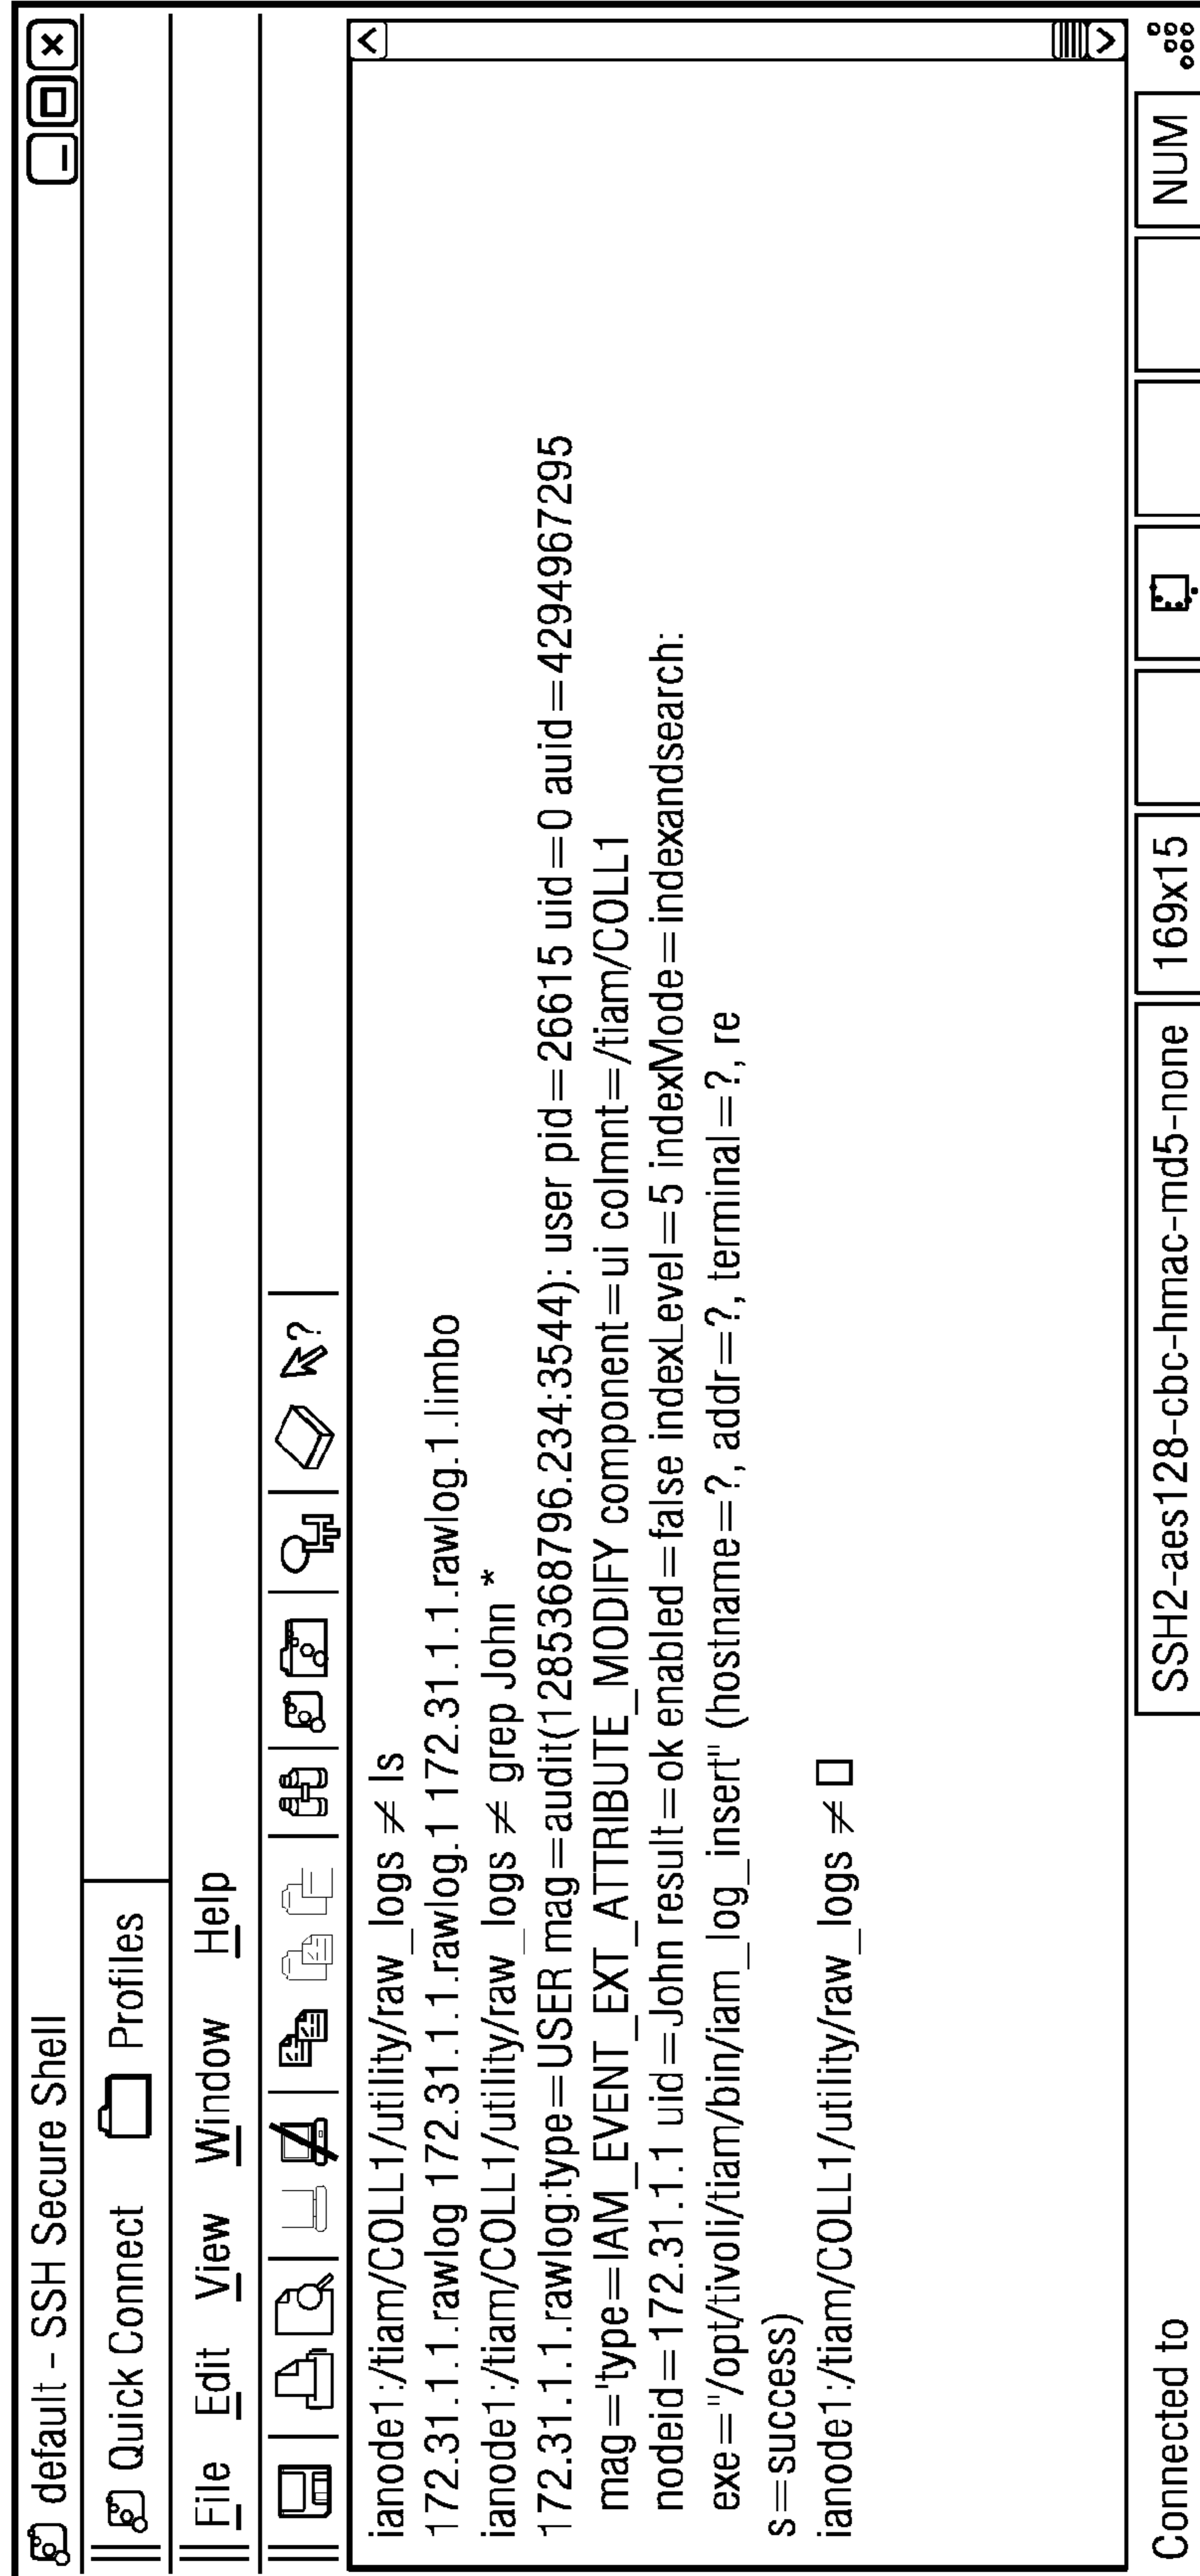 default - SSH Secure Shell
Quick Connect Profiles
File Edit View Window Help
ianode1:/tiam/COLL1/utility/raw_logs ≠ ls
172.31.1.1.rawlog 172.31.1.1.rawlog.1 172.31.1.1.rawlog.1.limbo
ianode1:/tiam/COLL1/utility/raw_logs ≠ grep John *
172.31.1.1.rawlog:type=USER mag=audit(1285368796.234:3544): user pid=26615 uid=0 auid=4294967295
mag='type=IAM_EVENT_EXT_ATTRIBUTE_MODIFY component=ui colmnt=/tiam/COLL1
nodeid=172.31.1.1 uid=John result=ok enabled=false indexLevel=5 indexMode=indexandsearch:
exe="/opt/tivoli/tiam/bin/iam_log_insert" (hostname=?, addr=?, terminal=?, re
s=success)
ianode1:/tiam/COLL1/utility/raw_logs ≠
Connected to SSH2-aes128-cbc-hmac-md5-none 169x15 NUM